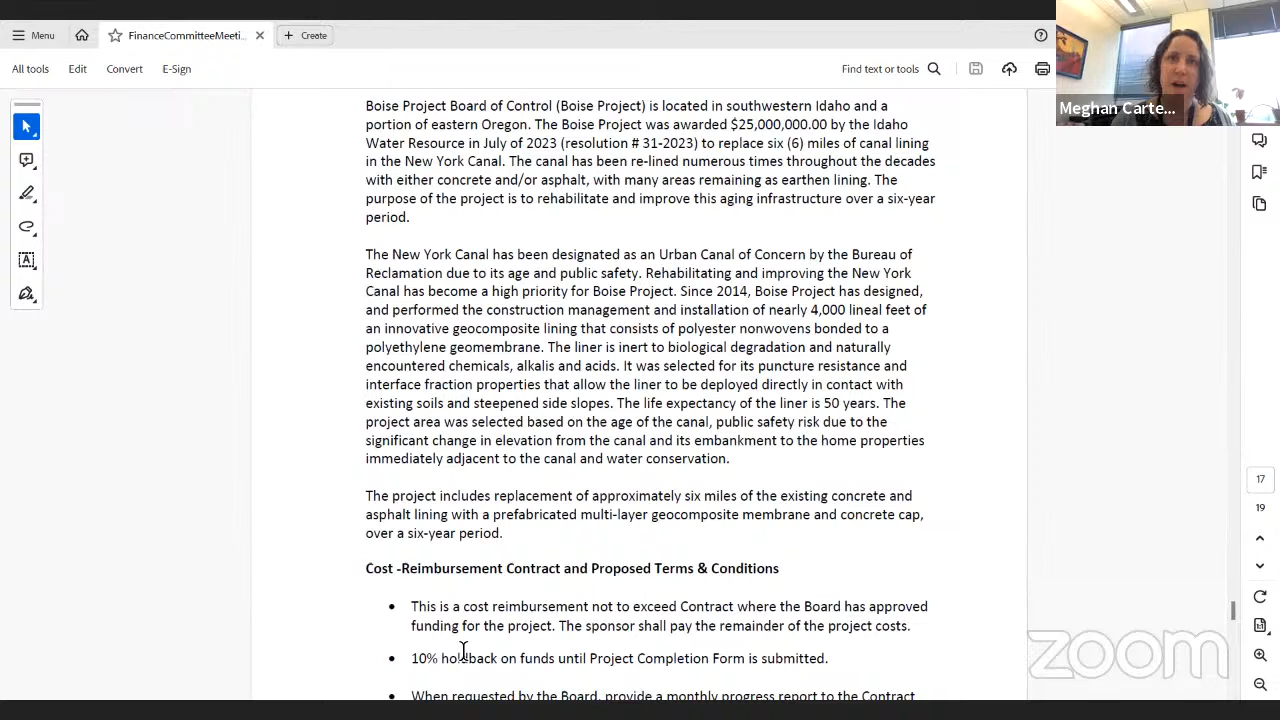 Menu
FinanceCommitteeMeeti...
Create
All tools
Edit
Convert
E-Sign
Find text or tools
Meghan Carte...
Boise Project Board of Control (Boise Project) is located in southwestern Idaho and a
portion of eastern Oregon. The Boise Project was awarded $25,000,000.00 by the Idaho
Water Resource in July of 2023 (resolution # 31-2023) to replace six (6) miles of canal lining
in the New York Canal. The canal has been re-lined numerous times throughout the decades
with either concrete and/or asphalt, with many areas remaining as earthen lining. The
purpose of the project is to rehabilitate and improve this aging infrastructure over a six-year
period.
The New York Canal has been designated as an Urban Canal of Concern by the Bureau of
Reclamation due to its age and public safety. Rehabilitating and improving the New York
Canal has become a high priority for Boise Project. Since 2014, Boise Project has designed,
and performed the construction management and installation of nearly 4,000 lineal feet of
an innovative geocomposite lining that consists of polyester nonwovens bonded to a
polyethylene geomembrane. The liner is inert to biological degradation and naturally
encountered chemicals, alkalis and acids. It was selected for its puncture resistance and
interface fraction properties that allow the liner to be deployed directly in contact with
existing soils and steepened side slopes. The life expectancy of the liner is 50 years. The
project area was selected based on the age of the canal, public safety risk due to the
significant change in elevation from the canal and its embankment to the home properties
immediately adjacent to the canal and water conservation.
The project includes replacement of approximately six miles of the existing concrete and
asphalt lining with a prefabricated multi-layer geocomposite membrane and concrete cap,
over a six-year period.
Cost -Reimbursement Contract and Proposed Terms & Conditions
• This is a cost reimbursement not to exceed Contract where the Board has approved
funding for the project. The sponsor shall pay the remainder of the project costs.
• 10% holdback on funds until Project Completion Form is submitted.
• When requested by the Board, provide a monthly progress report to the Contract
17
19
zoom